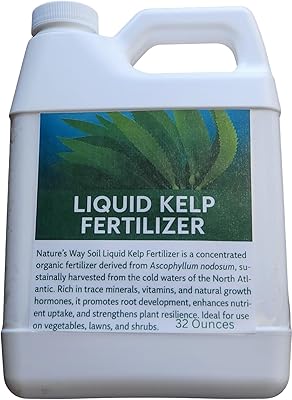 LIQUID KELP
FERTILIZER
Nature's Way Soil Liquid Kelp Fertilizer is a concentrated
organic fertilizer derived from Ascophyllum nodosum, su-
stainally harvested from the cold waters of the North Atl-
antic. Rich in trace minerals, vitamins, and natural growth
hormones, it promotes root development, enhances nutri-
ent uptake, and strengthens plant resilience. Ideal for use
on vegetables, lawns, and shrubs. 32 Ounces